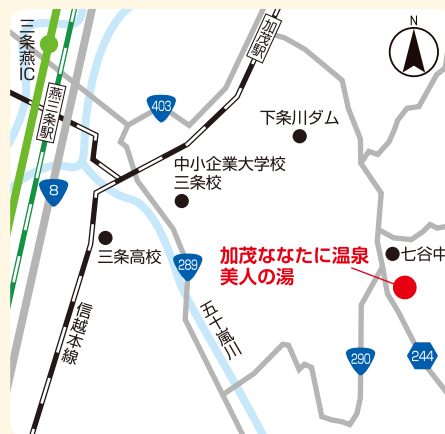 三条燕IC
燕三条駅
加茂駅
N
403
下条川ダム
中小企業大学校
三条校
8
三条高校
289
加茂ななたに温泉
美人の湯
七谷中
信越本線
五十嵐川
290
244